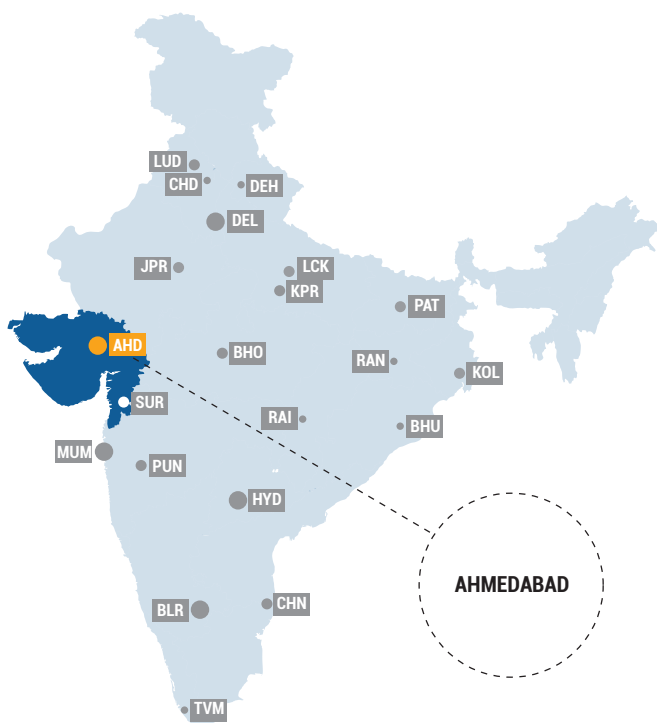 LUD
CHD
DEH
DEL
JPR
LCK
KPR
PAT
AHD
BHO
RAN
KOL
SUR
RAI
BHU
MUM
PUN
HYD
AHMEDABAD
BLR
CHN
TVM